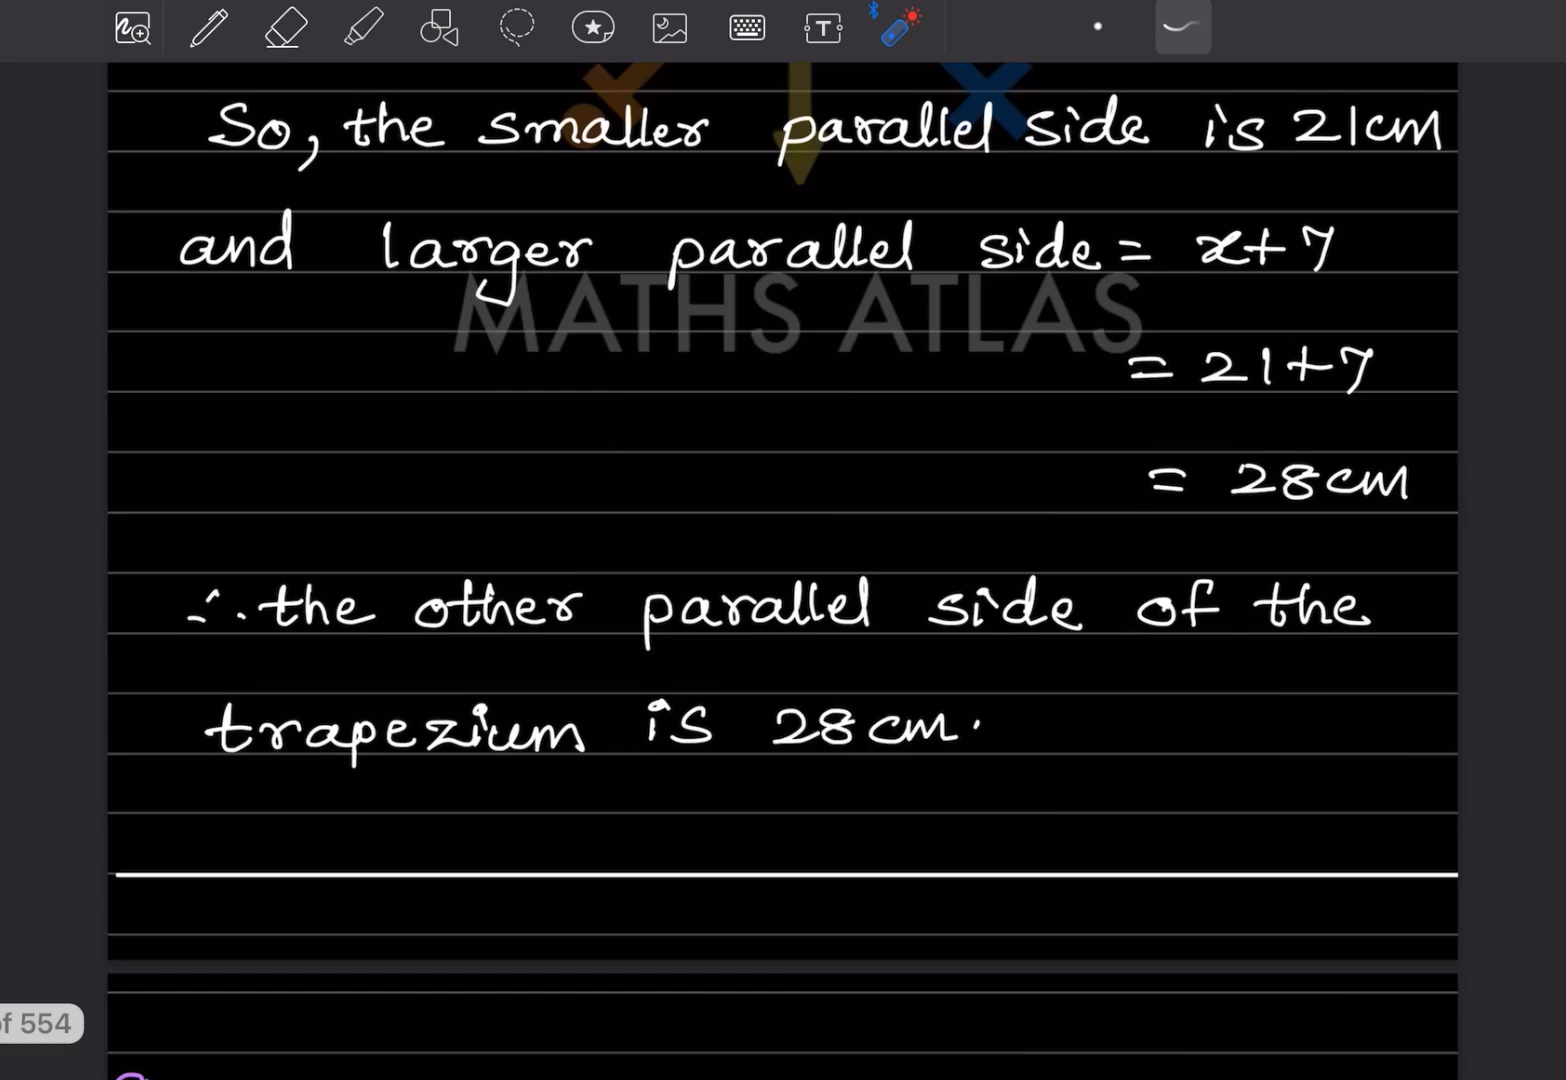 T
So, the smaller parallel side is 21cm
and larger parallel side = x+7
MATHS ATLAS
= 21+7
= 28cm
∴ the other parallel side of the
trapezium is 28cm.
of 554